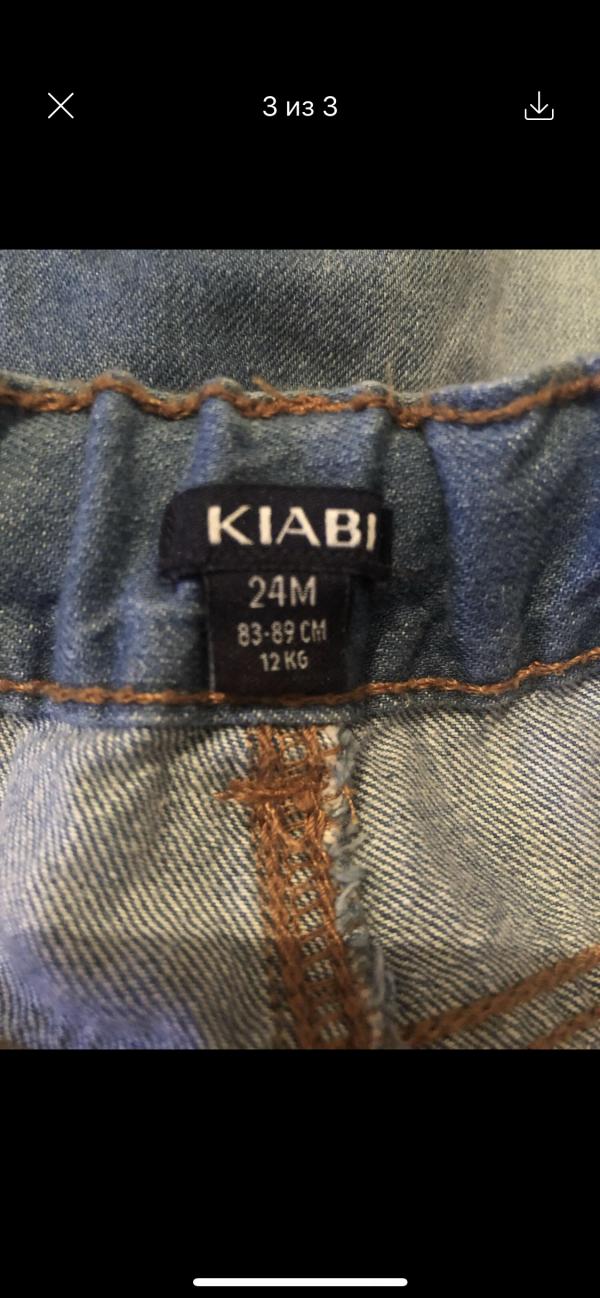 3 из 3
KIABI
24M
83-89 CM
12 KG